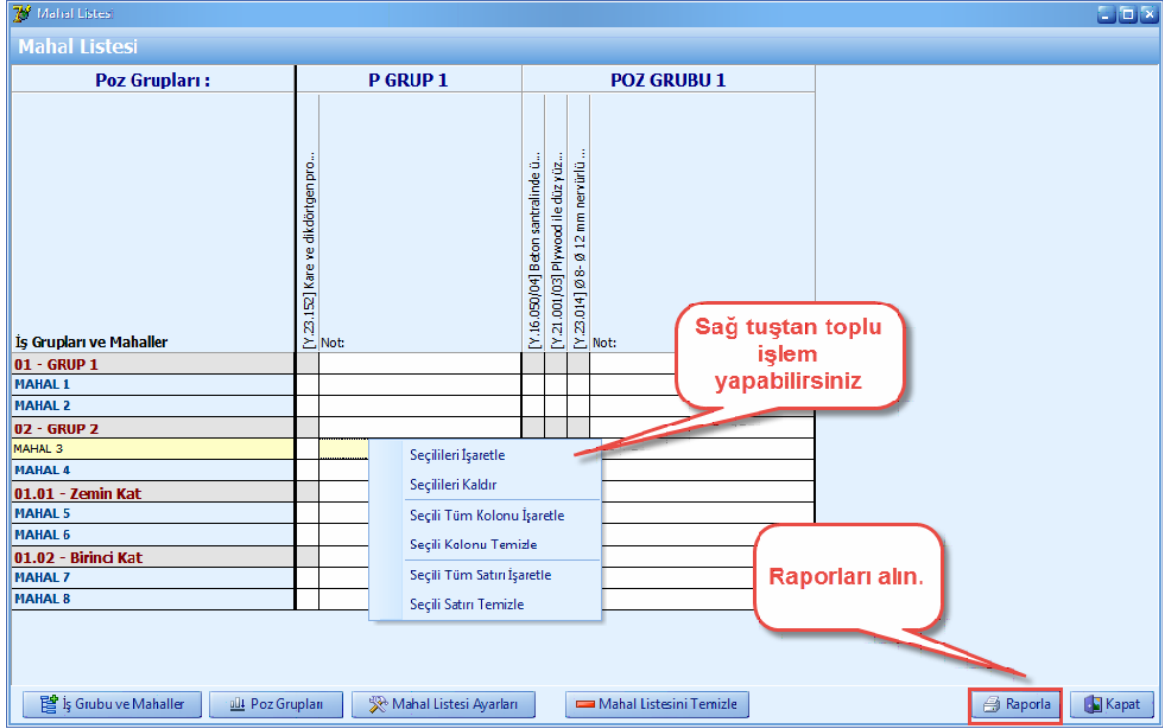 Mahal Listesi
Mahal Listesi
Poz Grupları :
P GRUP 1
POZ GRUBU 1
[Y.23.152] Kare ve dikdörtgen pro...
Not:
[Y.16.050/04] Beton santralinde ü...
[Y.21.001/03] Plywood ile düz yüz...
[Y.23.014] Ø 8- Ø 12 mm nervürlü ...
Not:
İş Grupları ve Mahaller
01 - GRUP 1
MAHAL 1
MAHAL 2
02 - GRUP 2
MAHAL 3
MAHAL 4
01.01 - Zemin Kat
MAHAL 5
MAHAL 6
01.02 - Birinci Kat
MAHAL 7
MAHAL 8
Seçilileri İşaretle
Seçilileri Kaldır
Seçili Tüm Kolonu İşaretle
Seçili Kolonu Temizle
Seçili Tüm Satırı İşaretle
Seçili Satırı Temizle
Sağ tuştan toplu
işlem
yapabilirsiniz
Raporları alın.
İş Grubu ve Mahaller
Poz Grupları
Mahal Listesi Ayarları
Mahal Listesini Temizle
Raporla
Kapat